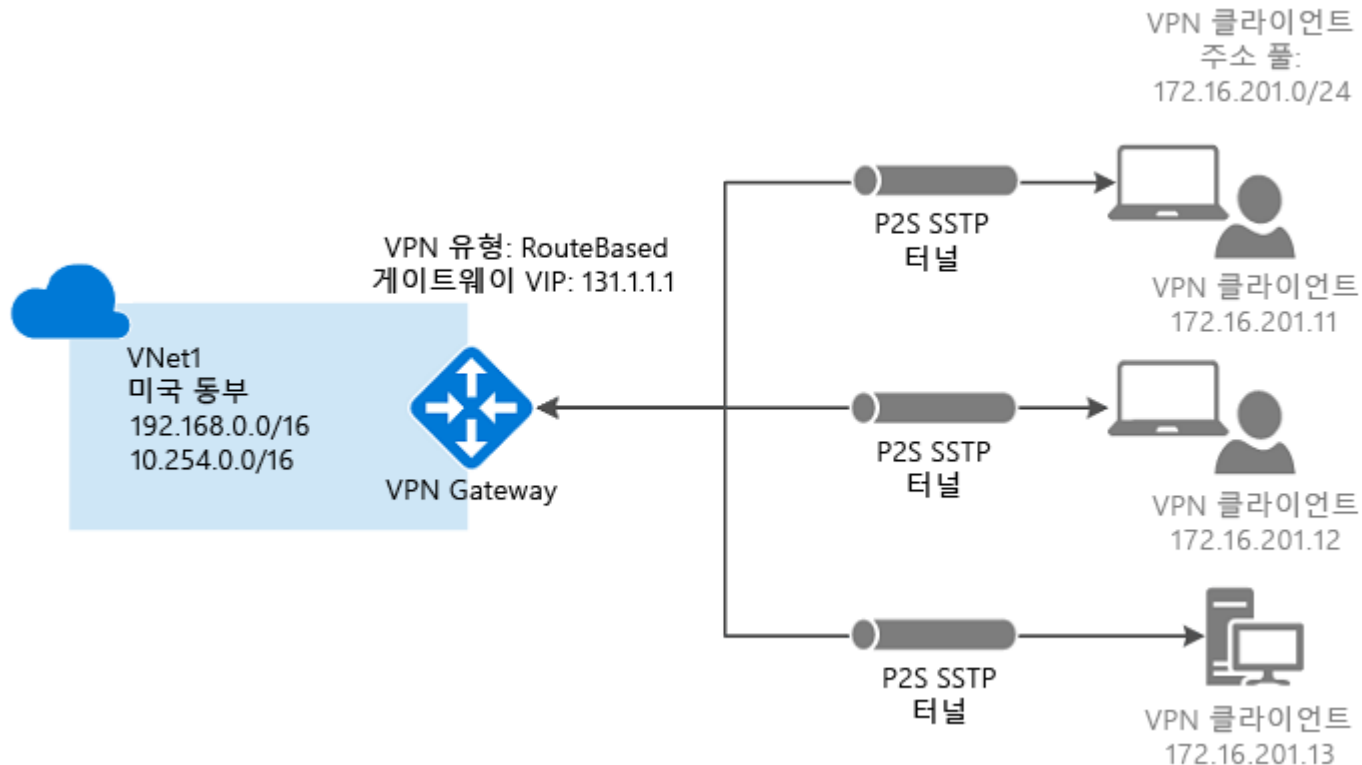 VPN 클라이언트
주소 풀:
172.16.201.0/24
P2S SSTP
터널
VPN 클라이언트
172.16.201.11
VPN 유형: RouteBased
게이트웨이 VIP: 131.1.1.1
VNet1
미국 동부
192.168.0.0/16
10.254.0.0/16
VPN Gateway
P2S SSTP
터널
VPN 클라이언트
172.16.201.12
P2S SSTP
터널
VPN 클라이언트
172.16.201.13